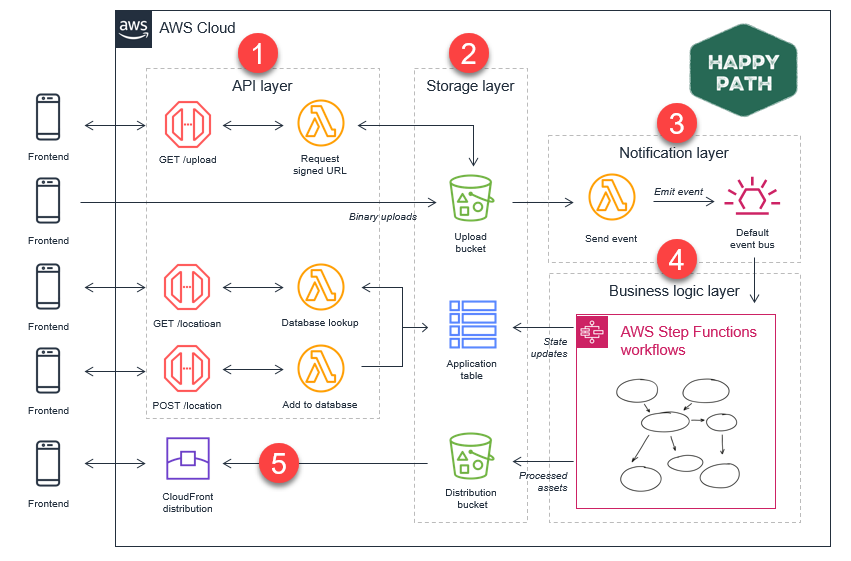 aws
AWS Cloud
HAPPY
PATH
1
API layer
2
Storage layer
3
Notification layer
Frontend
GET /upload
Request
signed URL
Frontend
Binary uploads
Upload
bucket
Send event
Emit event
Default
event bus
4
Business logic layer
Frontend
GET /locatioan
Database lookup
Application
table
State
updates
AWS Step Functions
workflows
Frontend
POST /location
Add to database
Frontend
CloudFront
distribution
5
Distribution
bucket
Processed
assets